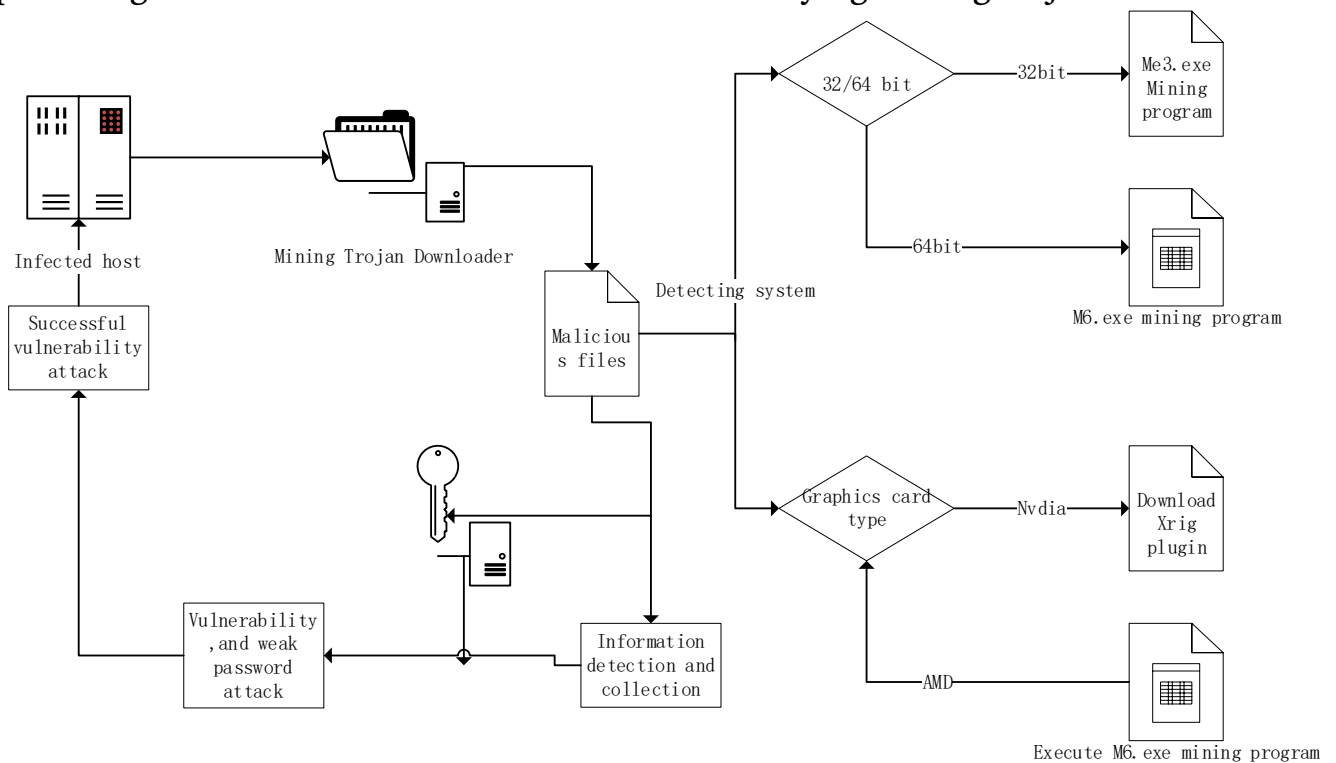 32/64 bit
32bit
Me3.exe
Mining
program
64bit
M6.exe mining program
Infected host
Mining Trojan Downloader
Detecting system
Successful
vulnerability
attack
Maliciou
s files
Graphics card
type
Nvdia
Download
Xrig
plugin
Vulnerability
,and weak
password
attack
Information
detection and
collection
AMD
Execute M6.exe mining program